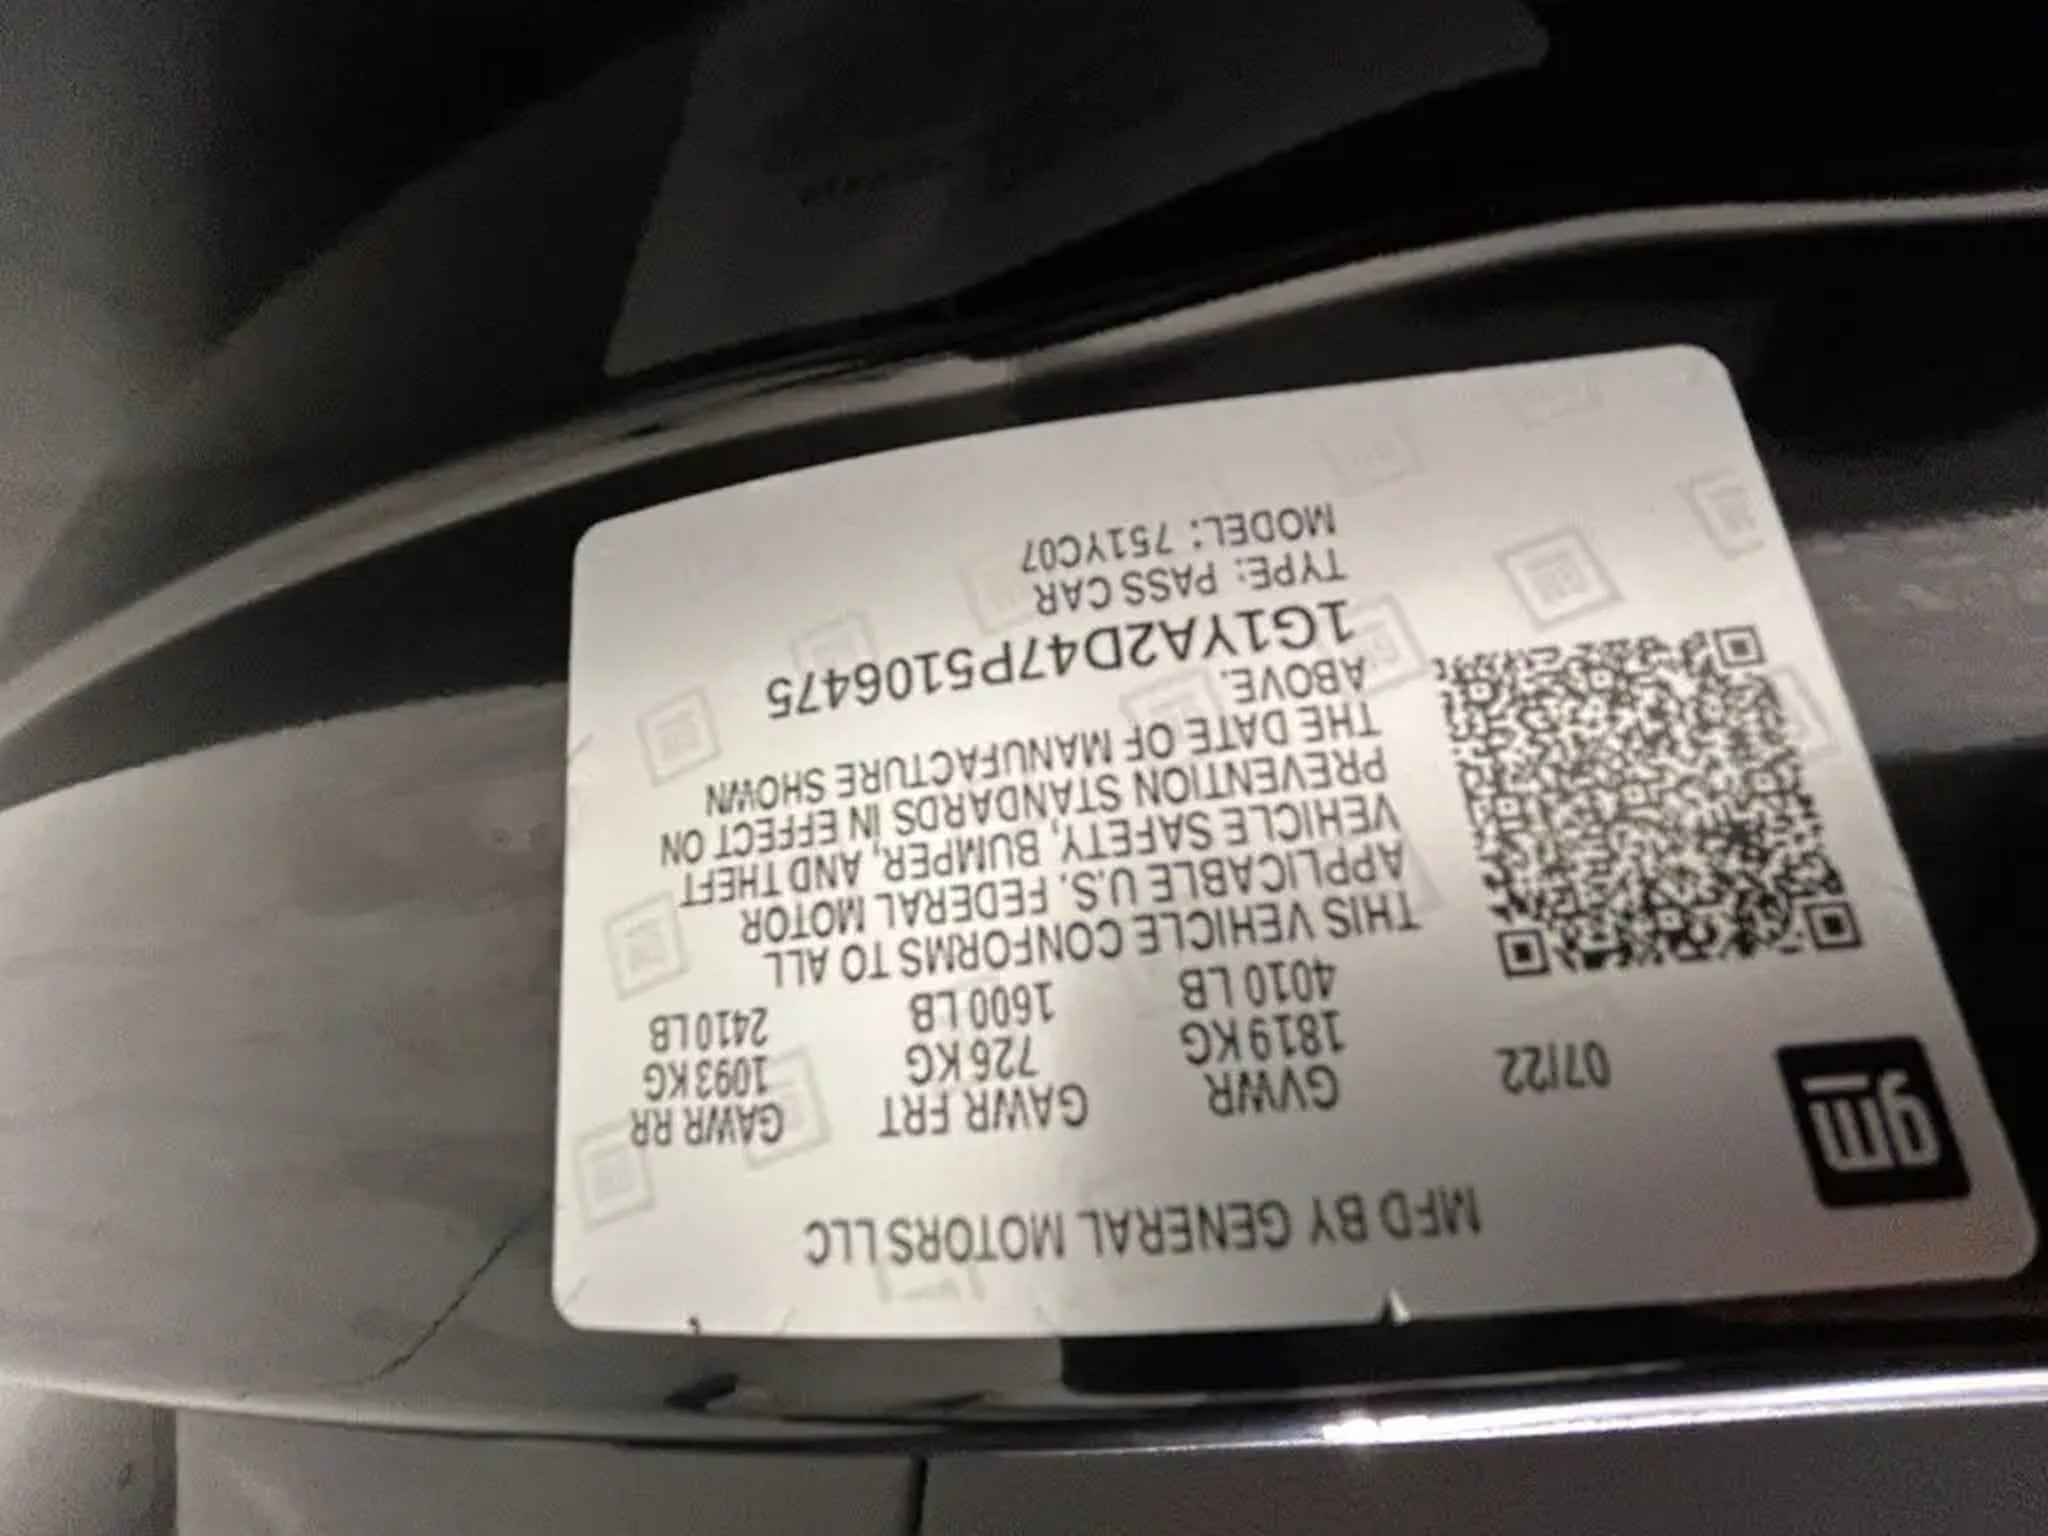 gm
MFD BY GENERAL MOTORS LLC
07/22
GVWR GAWR FRT GAWR RR
1819 KG 726 KG 1093 KG
4010 LB 1600 LB 2410 LB
THIS VEHICLE CONFORMS TO ALL
APPLICABLE U.S. FEDERAL MOTOR
VEHICLE SAFETY, BUMPER, AND THEFT
PREVENTION STANDARDS IN EFFECT ON
THE DATE OF MANUFACTURE SHOWN
ABOVE.
1G1YA2D47P5106475
TYPE: PASS CAR
MODEL: 751YC07